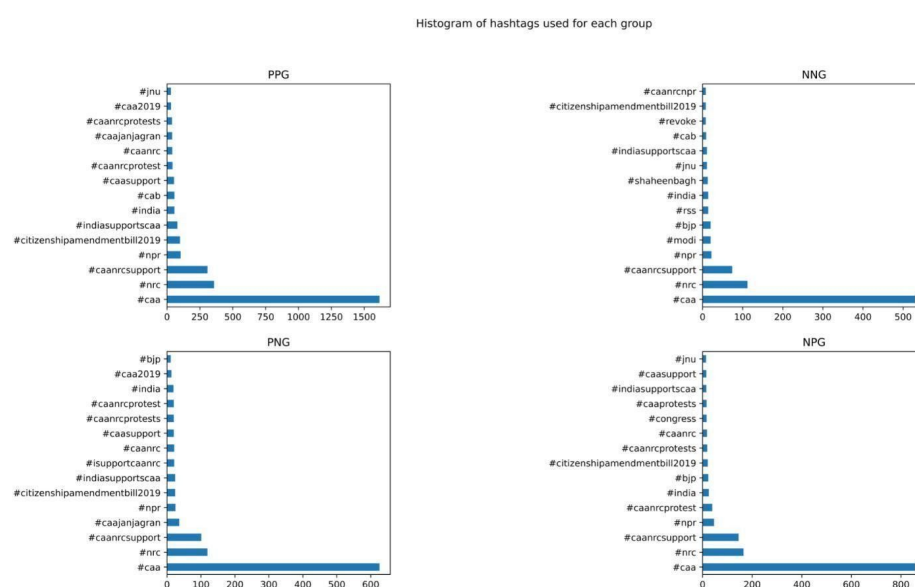 Histogram of hashtags used for each group
PPG
#jnu
#caa2019
#caanrcprotests
#caajanjagran
#caanrc
#caanrcprotest
#caasupport
#cab
#india
#indiasupportscaa
#citizenshipamendmentbill2019
#npr
#caanrcsupport
#nrc
#caa
0 250 500 750 1000 1250 1500
NNG
#caanrcnpr
#citizenshipamendmentbill2019
#revoke
#cab
#indiasupportscaa
#jnu
#shaheenbagh
#india
#rss
#bjp
#modi
#npr
#caanrcsupport
#nrc
#caa
0 100 200 300 400 500
PNG
#bjp
#caa2019
#india
#caanrcprotest
#caanrcprotests
#caasupport
#caanrc
#isupportcaanrc
#indiasupportscaa
#citizenshipamendmentbill2019
#npr
#caajanjagran
#caanrcsupport
#nrc
#caa
0 100 200 300 400 500 600
NPG
#jnu
#caasupport
#indiasupportscaa
#caaprotests
#congress
#caanrc
#caanrcprotests
#citizenshipamendmentbill2019
#bjp
#india
#caanrcprotest
#npr
#caanrcsupport
#nrc
#caa
0 200 400 600 800